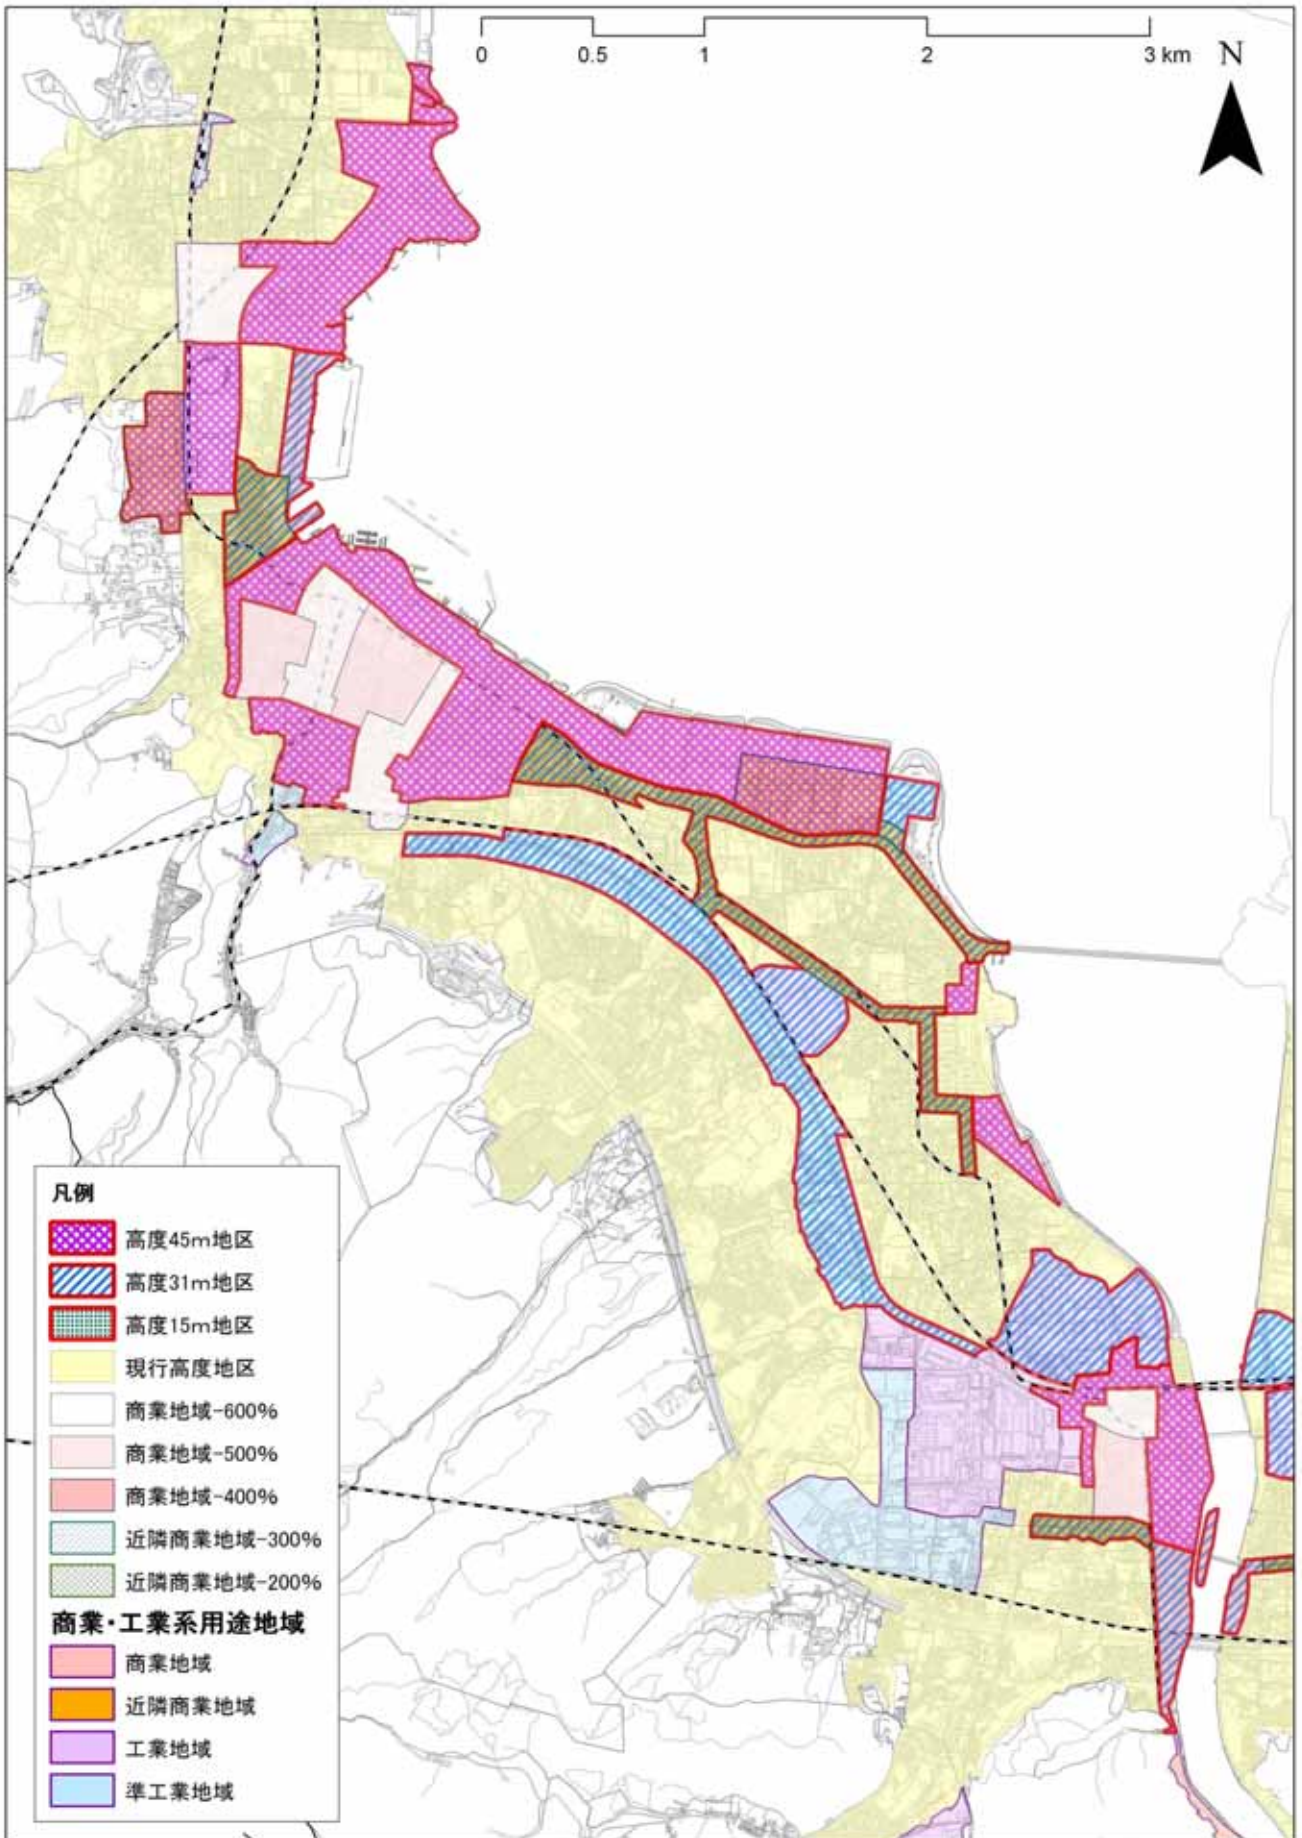 0 0.5 1 2 3 km
N
凡例
高度45m地区
高度31m地区
高度15m地区
現行高度地区
商業地域-600%
商業地域-500%
商業地域-400%
近隣商業地域-300%
近隣商業地域-200%
商業・工業系用途地域
商業地域
近隣商業地域
工業地域
準工業地域